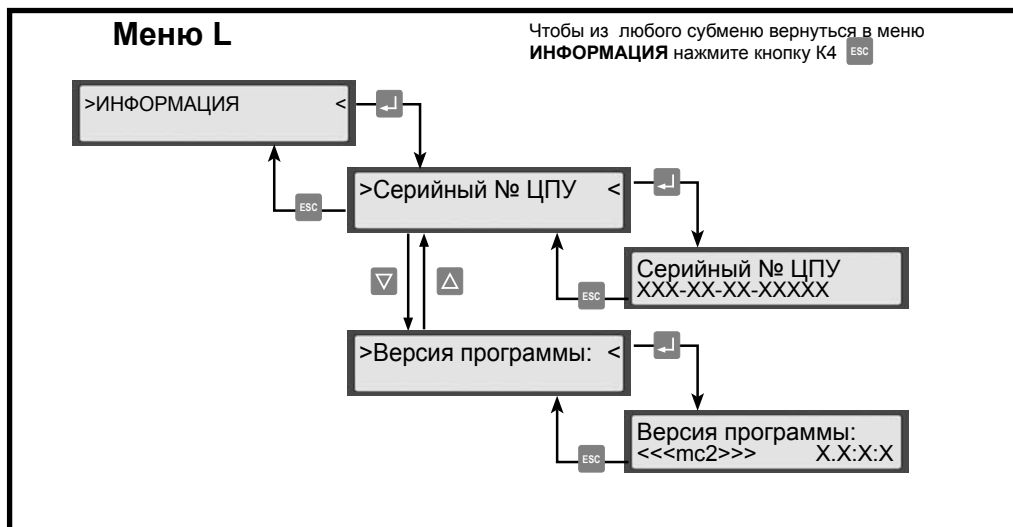 Меню L
Чтобы из любого субменю вернуться в меню
ИНФОРМАЦИЯ нажмите кнопку К4 ESC
>ИНФОРМАЦИЯ <
>Серийный № ЦПУ <
ESC
Серийный № ЦПУ
XXX-XX-XX-XXXXX
ESC
>Версия программы: <
Версия программы:
<<<mc2>>> X.X:X:X
ESC